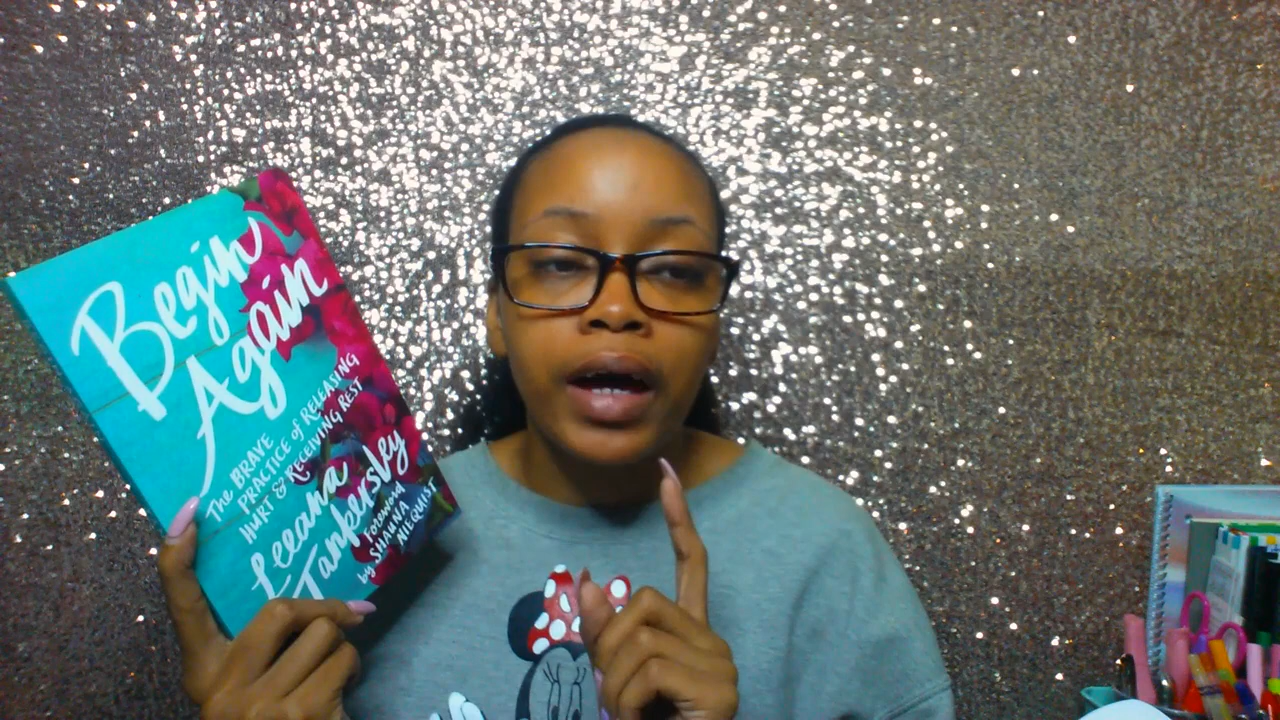 Begin
Again
The BRAVE
PRACTICE of RELEASING
HURT & RECEIVING REST
Leeana
Tankersley
Foreword
by SHAUNA
NIEQUIST